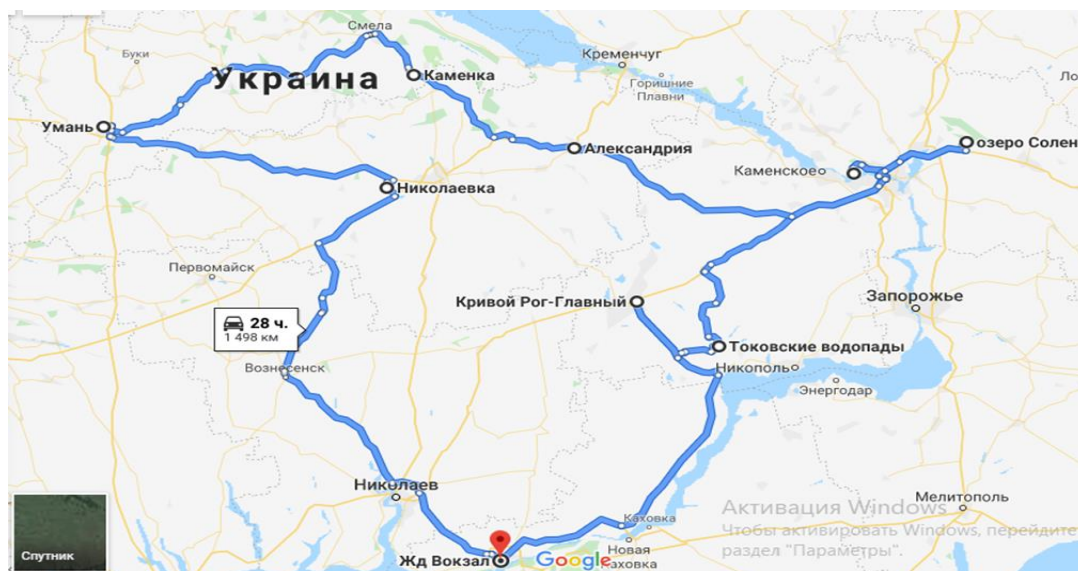 Смела
Буки
Украина
Каменка
Кременчуг
Горишние
Плавни
Ло
Умань
Александрия
озеро Солен
Каменское
Николаевка
Первомайск
Кривой Рог-Главный
Запорожье
28 ч.
1 498 км
Токовские водопады
Вознесенск
Никополь
Энергодар
Николаев
Мелитополь
Активация Windows
Чтобы активировать Windows, перейдите
раздел "Параметры".
Каховка
Новая
Каховка
Жд Вокзал
Google
Спутник